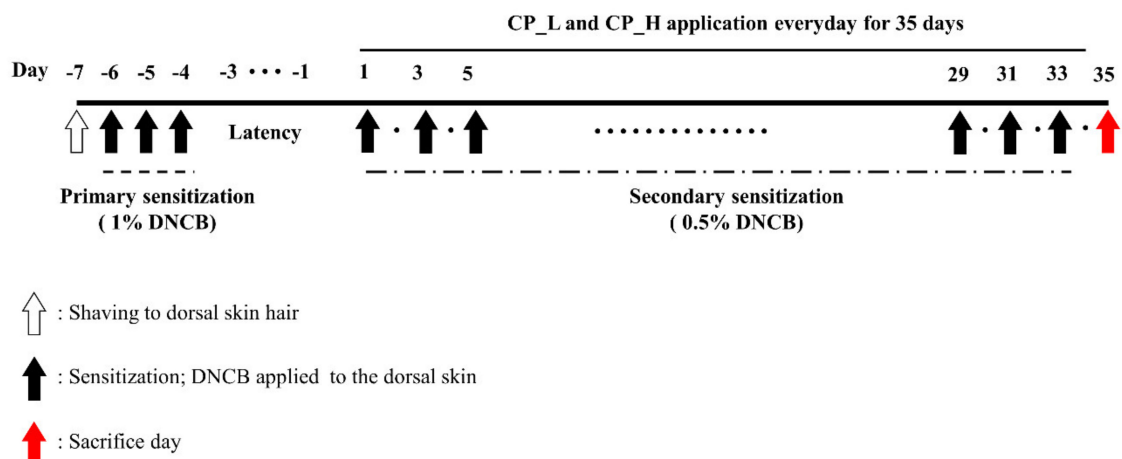 CP_L and CP_H application everyday for 35 days
Day -7 -6 -5 -4 -3 • • • -1 1 3 5 29 31 33 35
Latency
Primary sensitization
( 1% DNCB)
Secondary sensitization
( 0.5% DNCB)
: Shaving to dorsal skin hair
: Sensitization; DNCB applied to the dorsal skin
: Sacrifice day